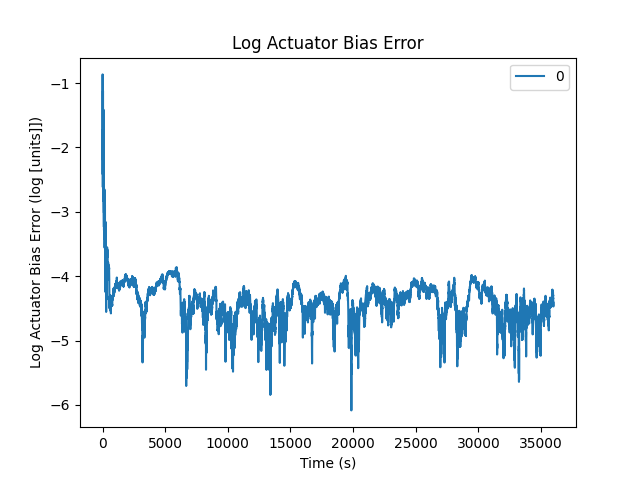 Log Actuator Bias Error
0
Log Actuator Bias Error (log [units]])
−1
−2
−3
−4
−5
−6
0 5000 10000 15000 20000 25000 30000 35000
Time (s)